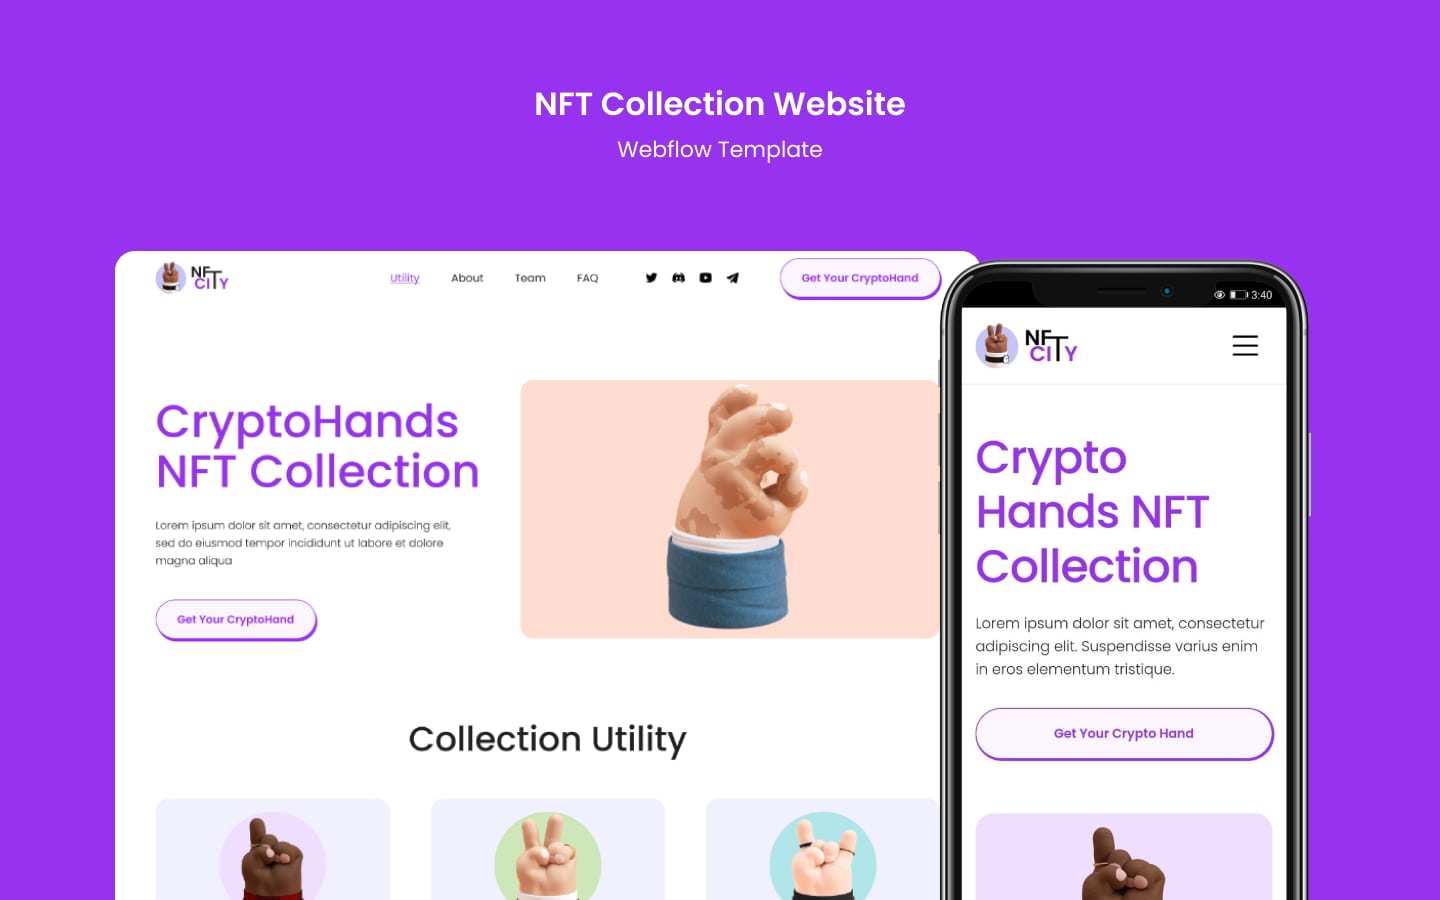 NFT Collection Website
Webflow Template
NF CITY
Utility About Team FAQ
Get Your CryptoHand
CryptoHands
NFT Collection
Lorem ipsum dolor sit amet, consectetur adipiscing elit,
sed do eiusmod tempor incididunt ut labore et dolore
magna aliqua
Get Your CryptoHand
Collection Utility
3:40
NF CITY
Crypto
Hands NFT
Collection
Lorem ipsum dolor sit amet, consectetur
adipiscing elit. Suspendisse varius enim
in eros elementum tristique.
Get Your Crypto Hand